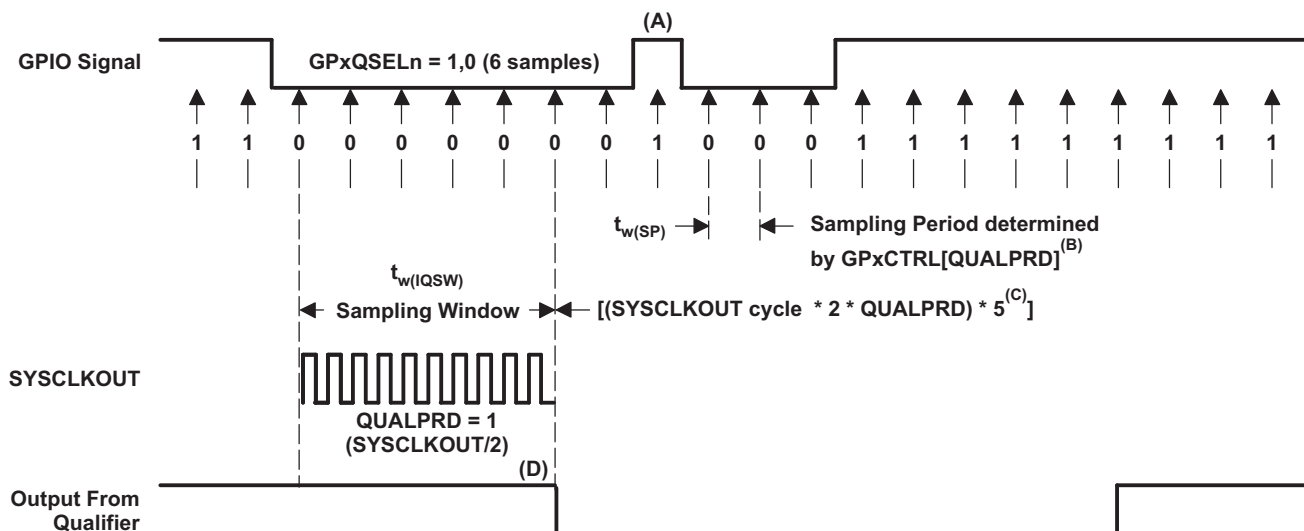 (A)
GPIO Signal
GPxQSELn = 1,0 (6 samples)
1 1 0 0 0 0 0 0 0 1 0 0 0 1 1 1 1 1 1 1 1 1
tw(SP)
Sampling Period determined
by GPxCTRL[QUALPRD](B)
tw(IQSW)
Sampling Window
[(SYSCLKOUT cycle * 2 * QUALPRD) * 5(C)]
SYSCLKOUT
QUALPRD = 1
(SYSCLKOUT/2)
(D)
Output From
Qualifier